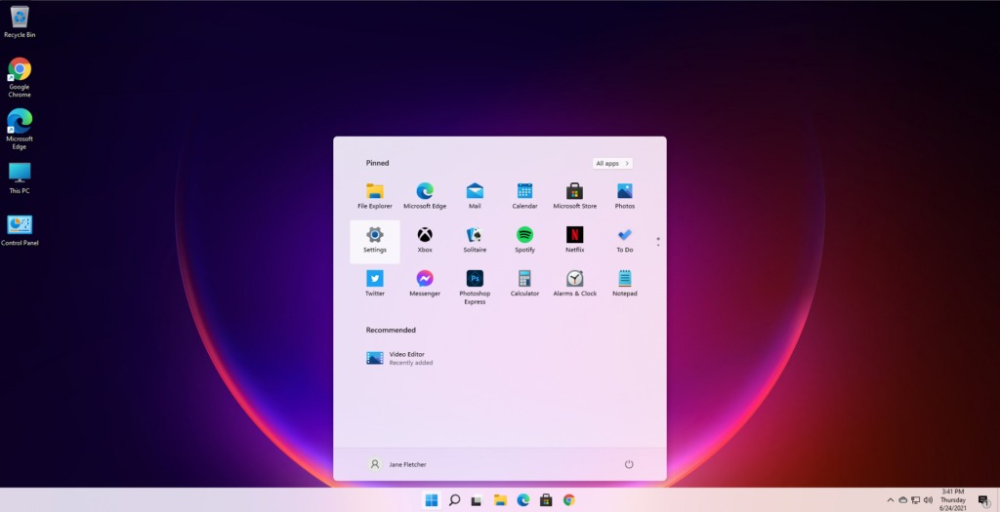 Recycle Bin
Google
Chrome
Microsoft
Edge
This PC
Control Panel
Pinned
All apps
File Explorer
Microsoft Edge
Mail
Calendar
Microsoft Store
Photos
Settings
Xbox
Solitaire
Spotify
Netflix
To Do
Twitter
Messenger
Ps
Photoshop
Express
Calculator
Alarms & Clock
Notepad
Recommended
Video Editor
Recently added
Jane Fletcher
3:41 PM
Thursday
6/24/2021
1